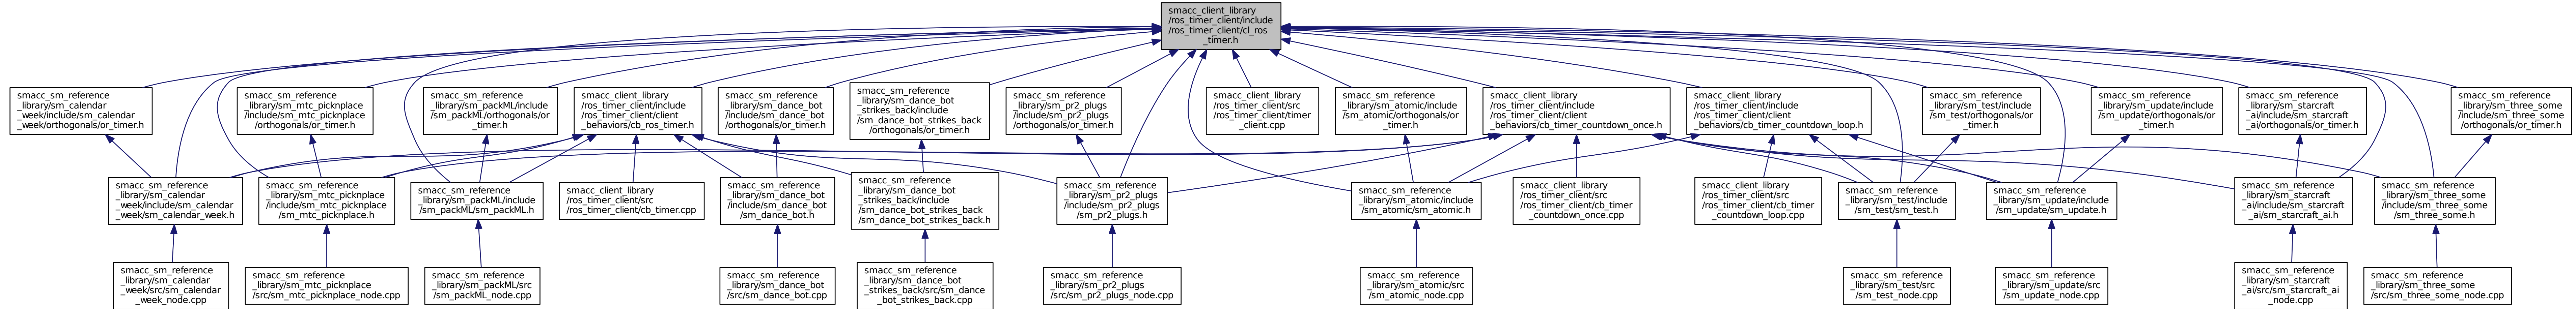 smacc_client_library
/ros_timer_client/include
/ros_timer_client/cl_ros
_timer.h
smacc_sm_reference
_library/sm_calendar
_week/include/sm_calendar
_week/orthogonals/or_timer.h
smacc_sm_reference
_library/sm_mtc_picknplace
/include/sm_mtc_picknplace
/orthogonals/or_timer.h
smacc_sm_reference
_library/sm_packML/include
/sm_packML/orthogonals/or
_timer.h
smacc_client_library
/ros_timer_client/include
/ros_timer_client/client
_behaviors/cb_ros_timer.h
smacc_sm_reference
_library/sm_dance_bot
/include/sm_dance_bot
/orthogonals/or_timer.h
smacc_sm_reference
_library/sm_dance_bot
_strikes_back/include
/sm_dance_bot_strikes_back
/orthogonals/or_timer.h
smacc_sm_reference
_library/sm_pr2_plugs
/include/sm_pr2_plugs
/orthogonals/or_timer.h
smacc_client_library
/ros_timer_client/src
/ros_timer_client/timer
_client.cpp
smacc_sm_reference
_library/sm_atomic/include
/sm_atomic/orthogonals/or
_timer.h
smacc_client_library
/ros_timer_client/include
/ros_timer_client/client
_behaviors/cb_timer_countdown_once.h
smacc_client_library
/ros_timer_client/include
/ros_timer_client/client
_behaviors/cb_timer_countdown_loop.h
smacc_sm_reference
_library/sm_test/include
/sm_test/orthogonals/or
_timer.h
smacc_sm_reference
_library/sm_update/include
/sm_update/orthogonals/or
_timer.h
smacc_sm_reference
_library/sm_starcraft
_ai/include/sm_starcraft
_ai/orthogonals/or_timer.h
smacc_sm_reference
_library/sm_three_some
/include/sm_three_some
/orthogonals/or_timer.h
smacc_sm_reference
_library/sm_calendar
_week/include/sm_calendar
_week/sm_calendar_week.h
smacc_sm_reference
_library/sm_mtc_picknplace
/include/sm_mtc_picknplace
/sm_mtc_picknplace.h
smacc_sm_reference
_library/sm_packML/include
/sm_packML/sm_packML.h
smacc_client_library
/ros_timer_client/src
/ros_timer_client/cb_timer.cpp
smacc_sm_reference
_library/sm_dance_bot
/include/sm_dance_bot
/sm_dance_bot.h
smacc_sm_reference
_library/sm_dance_bot
_strikes_back/include
/sm_dance_bot_strikes_back
/sm_dance_bot_strikes_back.h
smacc_sm_reference
_library/sm_pr2_plugs
/include/sm_pr2_plugs
/sm_pr2_plugs.h
smacc_sm_reference
_library/sm_atomic/include
/sm_atomic/sm_atomic.h
smacc_client_library
/ros_timer_client/src
/ros_timer_client/cb_timer
_countdown_once.cpp
smacc_client_library
/ros_timer_client/src
/ros_timer_client/cb_timer
_countdown_loop.cpp
smacc_sm_reference
_library/sm_test/include
/sm_test/sm_test.h
smacc_sm_reference
_library/sm_update/include
/sm_update/sm_update.h
smacc_sm_reference
_library/sm_starcraft
_ai/include/sm_starcraft
_ai/sm_starcraft_ai.h
smacc_sm_reference
_library/sm_three_some
/include/sm_three_some
/sm_three_some.h
smacc_sm_reference
_library/sm_calendar
_week/src/sm_calendar
_week_node.cpp
smacc_sm_reference
_library/sm_mtc_picknplace
/src/sm_mtc_picknplace_node.cpp
smacc_sm_reference
_library/sm_packML/src
/sm_packML_node.cpp
smacc_sm_reference
_library/sm_dance_bot
/src/sm_dance_bot.cpp
smacc_sm_reference
_library/sm_dance_bot
_strikes_back/src/sm_dance
_bot_strikes_back.cpp
smacc_sm_reference
_library/sm_pr2_plugs
/src/sm_pr2_plugs_node.cpp
smacc_sm_reference
_library/sm_atomic/src
/sm_atomic_node.cpp
smacc_sm_reference
_library/sm_test/src
/sm_test_node.cpp
smacc_sm_reference
_library/sm_update/src
/sm_update_node.cpp
smacc_sm_reference
_library/sm_starcraft
_ai/src/sm_starcraft_ai
_node.cpp
smacc_sm_reference
_library/sm_three_some
/src/sm_three_some_node.cpp